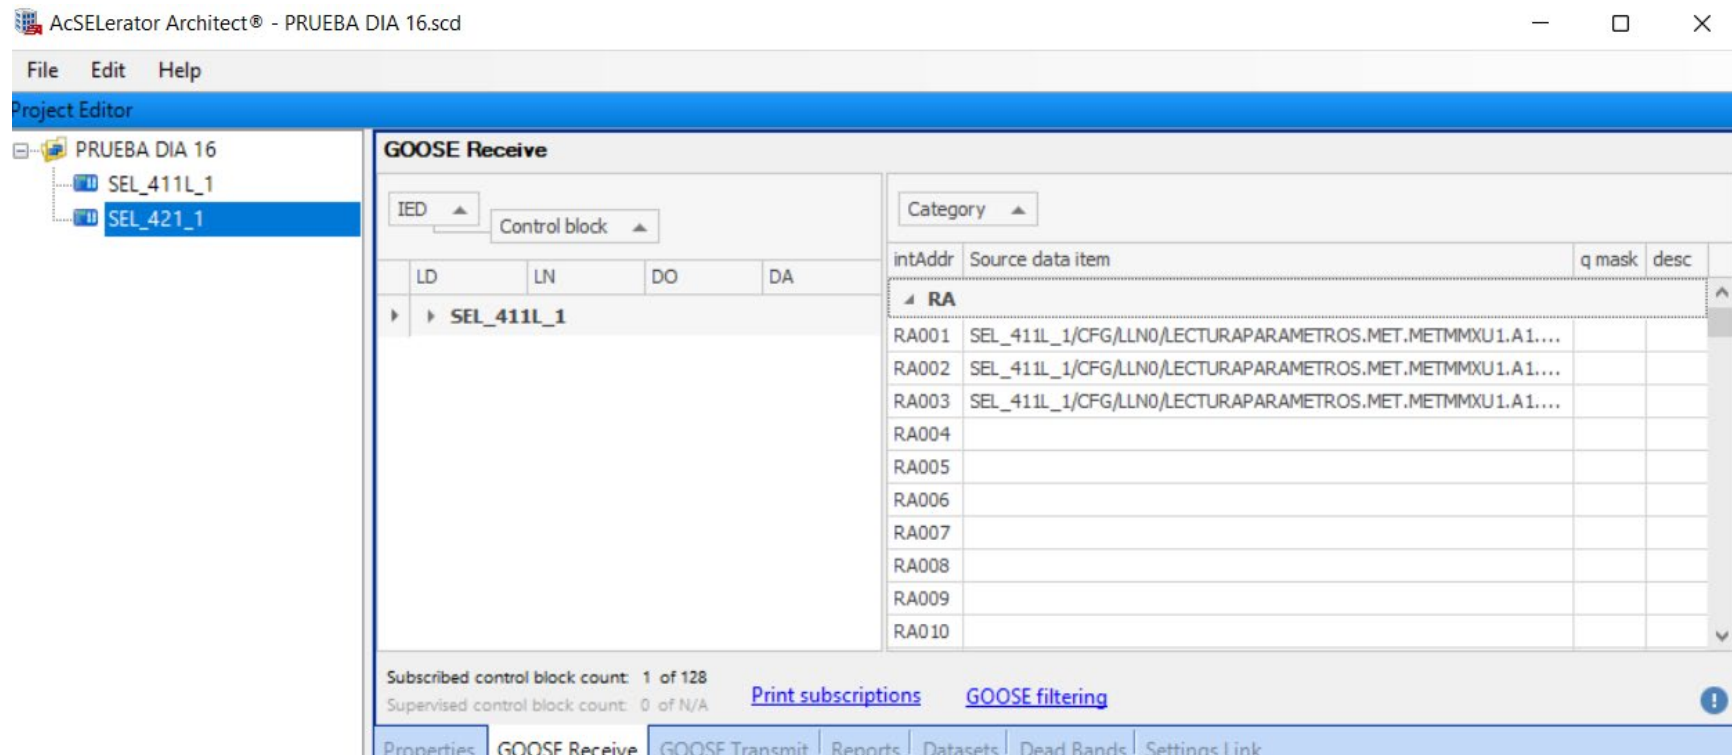 AcSELerator Architect® - PRUEBA DIA 16.scd
File Edit Help
Project Editor
PRUEBA DIA 16
SEL_411L_1
SEL_421_1
GOOSE Receive
IED
Control block
LD LN DO DA
SEL_411L_1
Category
intAddr Source data item q mask desc
RA
RA001 SEL_411L_1/CFG/LLN0/LECTURAPARAMETROS.MET.METMMXU1.A1....
RA002 SEL_411L_1/CFG/LLN0/LECTURAPARAMETROS.MET.METMMXU1.A1....
RA003 SEL_411L_1/CFG/LLN0/LECTURAPARAMETROS.MET.METMMXU1.A1....
RA004
RA005
RA006
RA007
RA008
RA009
RA010
Subscribed control block count: 1 of 128
Supervised control block count: 0 of N/A
Print subscriptions
GOOSE filtering
Properties GOOSE Receive GOOSE Transmit Reports Datasets Dead Bands Settings Link